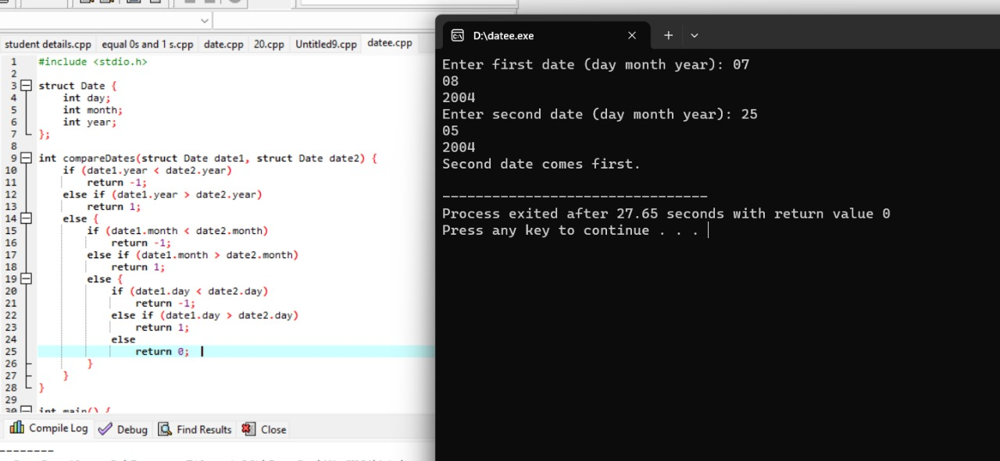 student details.cpp equal 0s and 1 s.cpp date.cpp 20.cpp Untitled9.cpp datee.cpp
1 #include <stdio.h>
2
3 struct Date {
4 int day;
5 int month;
6 int year;
7 };
8
9 int compareDates(struct Date date1, struct Date date2) {
10 if (date1.year < date2.year)
11 return -1;
12 else if (date1.year > date2.year)
13 return 1;
14 else {
15 if (date1.month < date2.month)
16 return -1;
17 else if (date1.month > date2.month)
18 return 1;
19 else {
20 if (date1.day < date2.day)
21 return -1;
22 else if (date1.day > date2.day)
23 return 1;
24 else
25 return 0;
26 }
27 }
28 }
29
30 int main() {
Compile Log Debug Find Results Close
--------
D:\datee.exe
Enter first date (day month year): 07
08
2004
Enter second date (day month year): 25
05
2004
Second date comes first.
--------------------------------
Process exited after 27.65 seconds with return value 0
Press any key to continue . . .